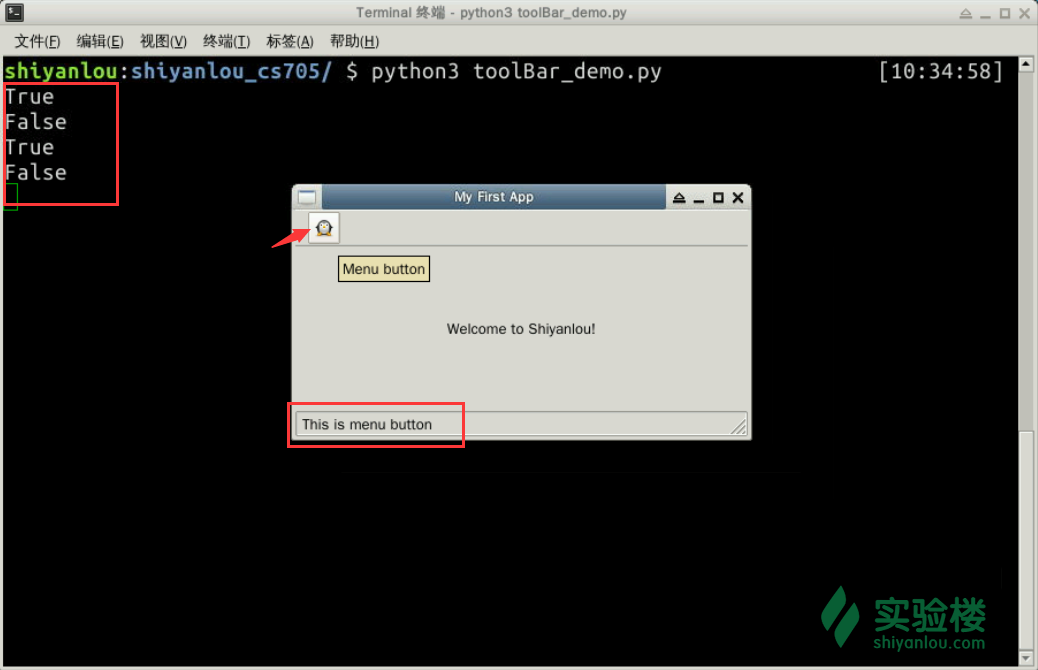 Terminal 终端 - python3 toolBar_demo.py
文件(F) 编辑(E) 视图(V) 终端(T) 标签(A) 帮助(H)
shiyanlou:shiyanlou_cs705/ $ python3 toolBar_demo.py [10:34:58]
True
False
True
False
My First App
Menu button
Welcome to Shiyanlou!
This is menu button
实验楼
shiyanlou.com